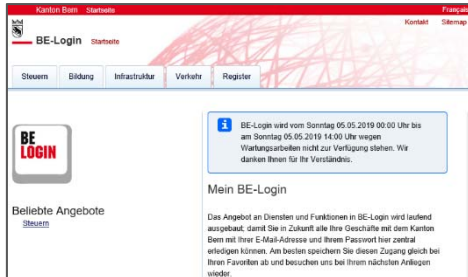 Kanton Bern Startseite Français
Kontakt Sitemap
BE-Login Startseite
Steuern Bildung Infrastruktur Verkehr Register
BE-Login wird vom Sonntag 05.05.2019 00:00 Uhr bis
am Sonntag 05.05.2019 14:00 Uhr wegen
Wartungsarbeiten nicht zur Verfügung stehen. Wir
danken Ihnen für Ihr Verständnis.
BE
LOGIN
Mein BE-Login
Beliebte Angebote
Steuern
Das Angebot an Diensten und Funktionen in BE-Login wird laufend
ausgebaut, damit Sie in Zukunft alle Ihre Geschäfte mit dem Kanton
Bern mit Ihrer E-Mail-Adresse und Ihrem Passwort hier zentral
erledigen können. Am besten speichern Sie diesen Zugang gleich bei
Ihren Favoriten ab und besuchen uns bei Ihrem nächsten Anliegen
wieder.